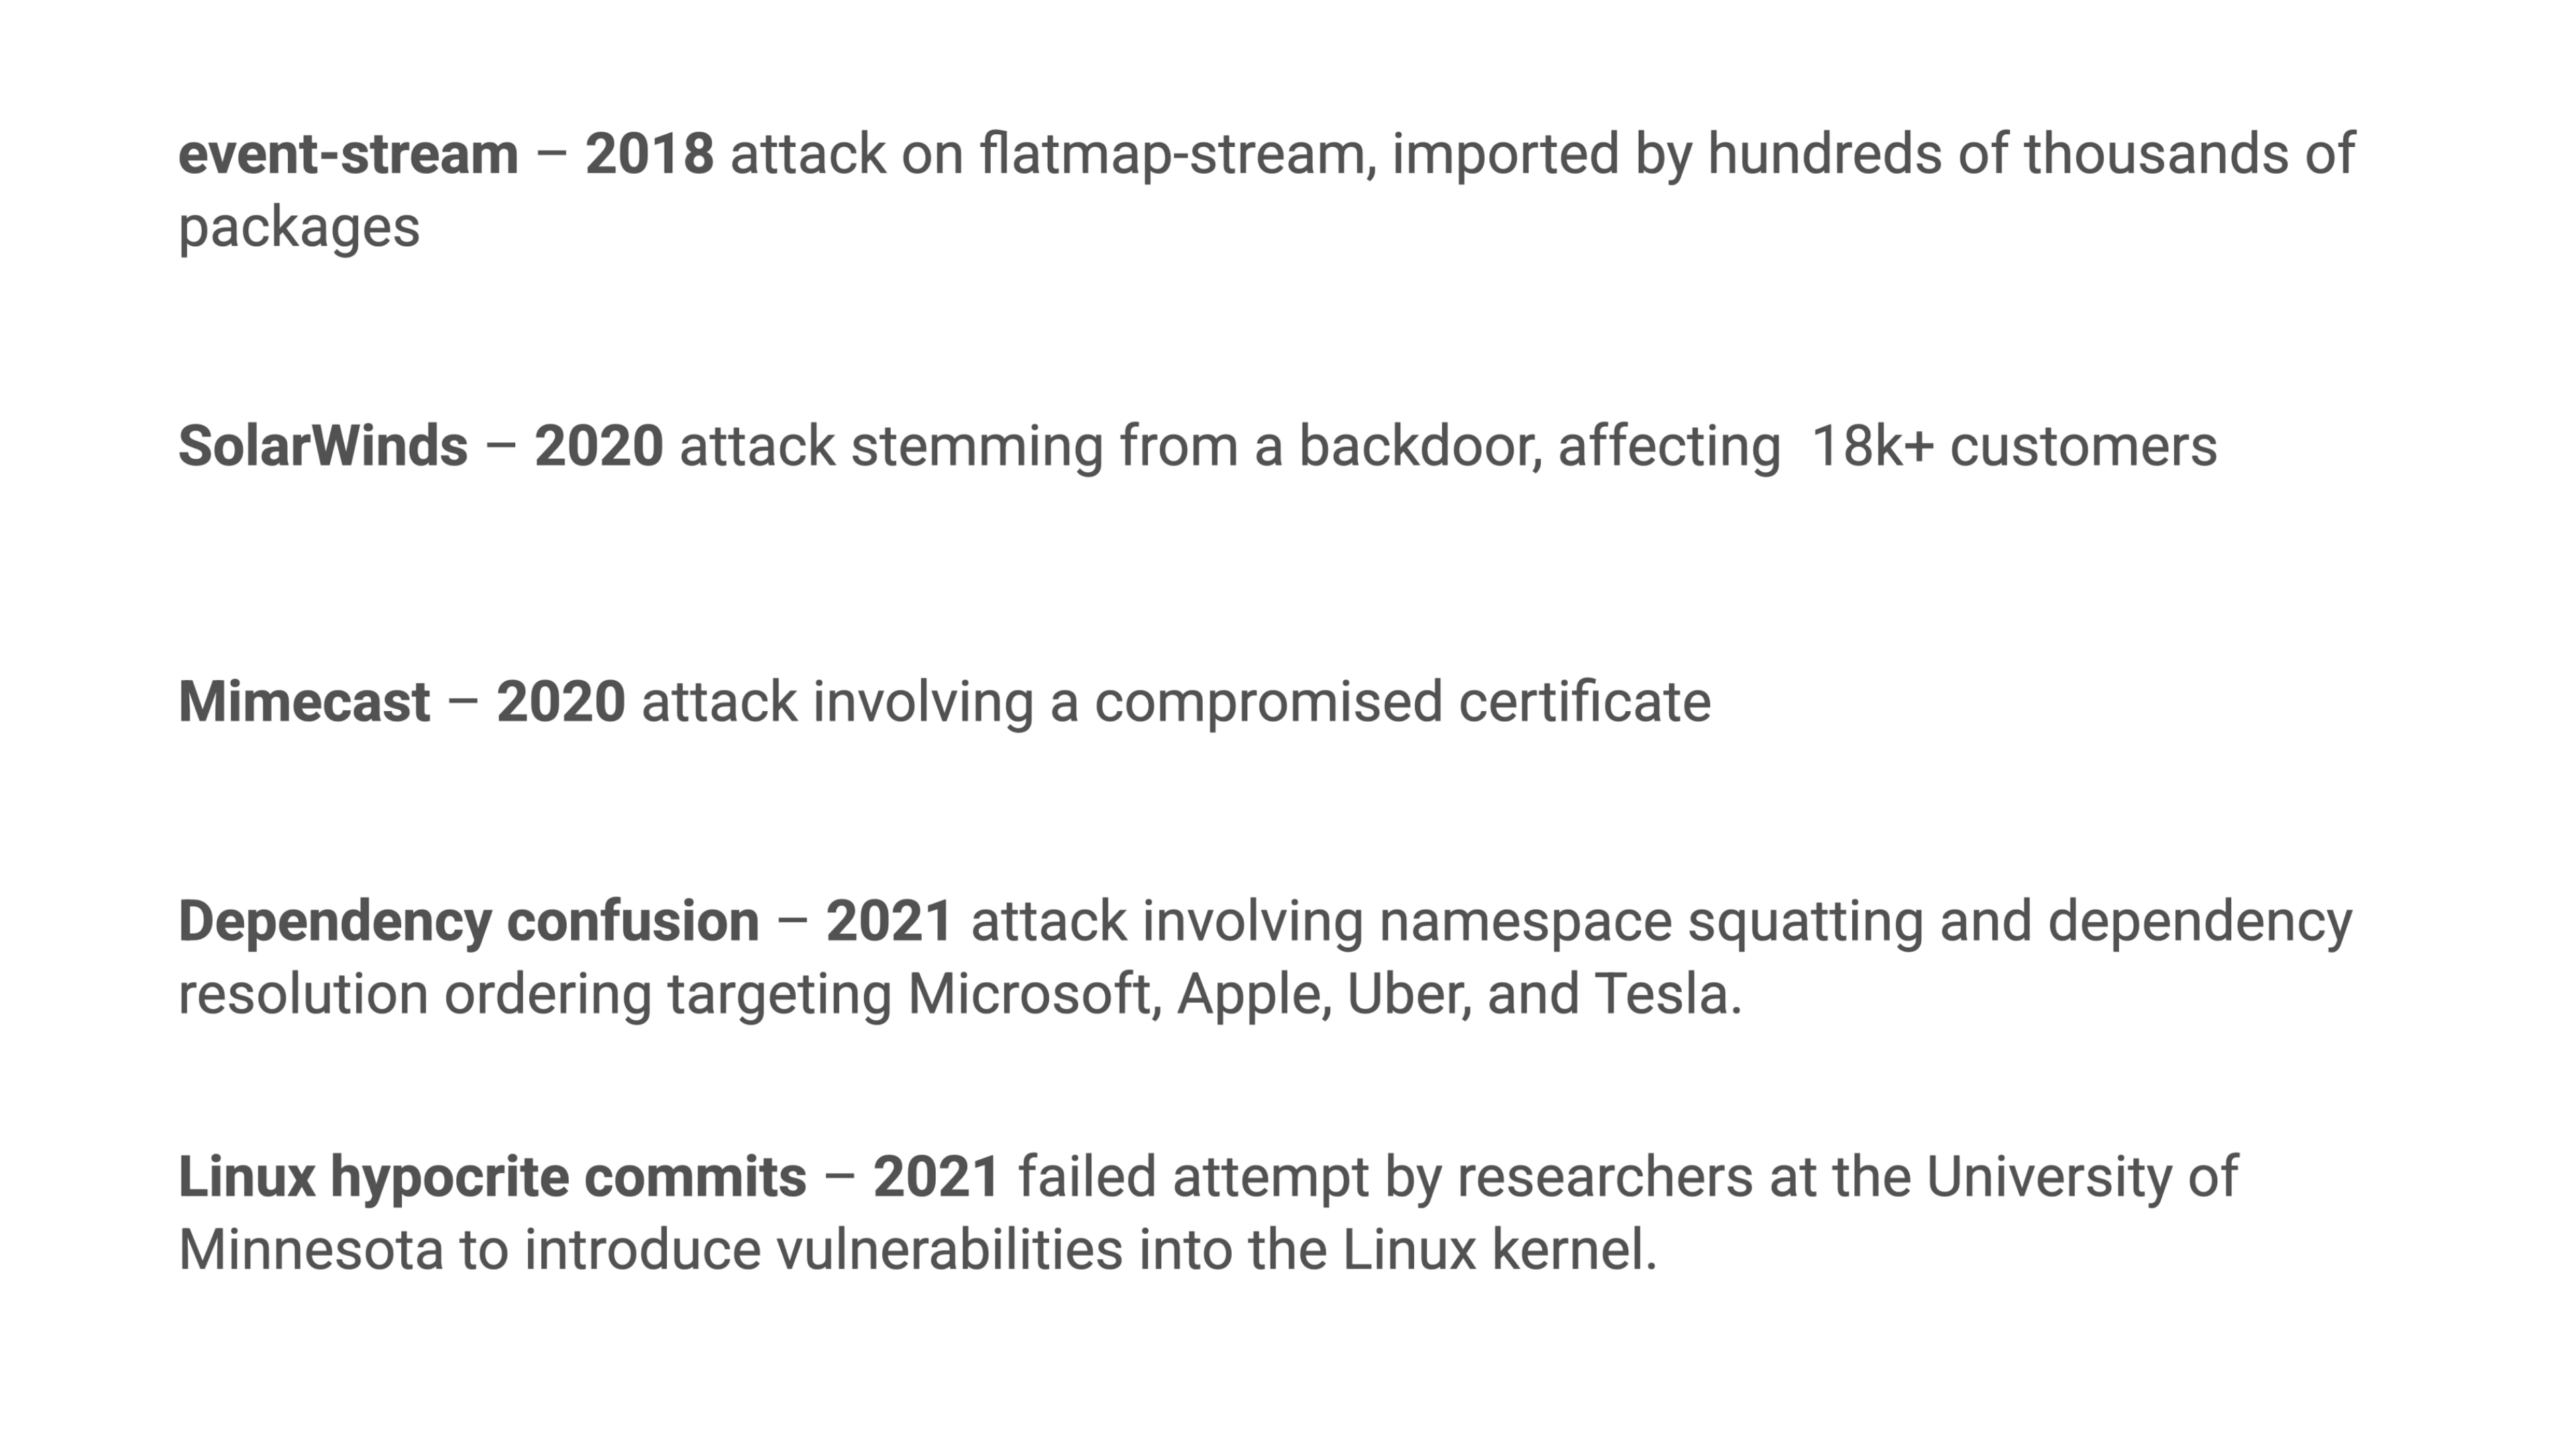 event-stream – 2018 attack on flatmap-stream, imported by hundreds of thousands of
packages
SolarWinds – 2020 attack stemming from a backdoor, affecting  18k+ customers
Mimecast – 2020 attack involving a compromised certificate
Dependency confusion – 2021 attack involving namespace squatting and dependency
resolution ordering targeting Microsoft, Apple, Uber, and Tesla.
Linux hypocrite commits – 2021 failed attempt by researchers at the University of
Minnesota to introduce vulnerabilities into the Linux kernel.